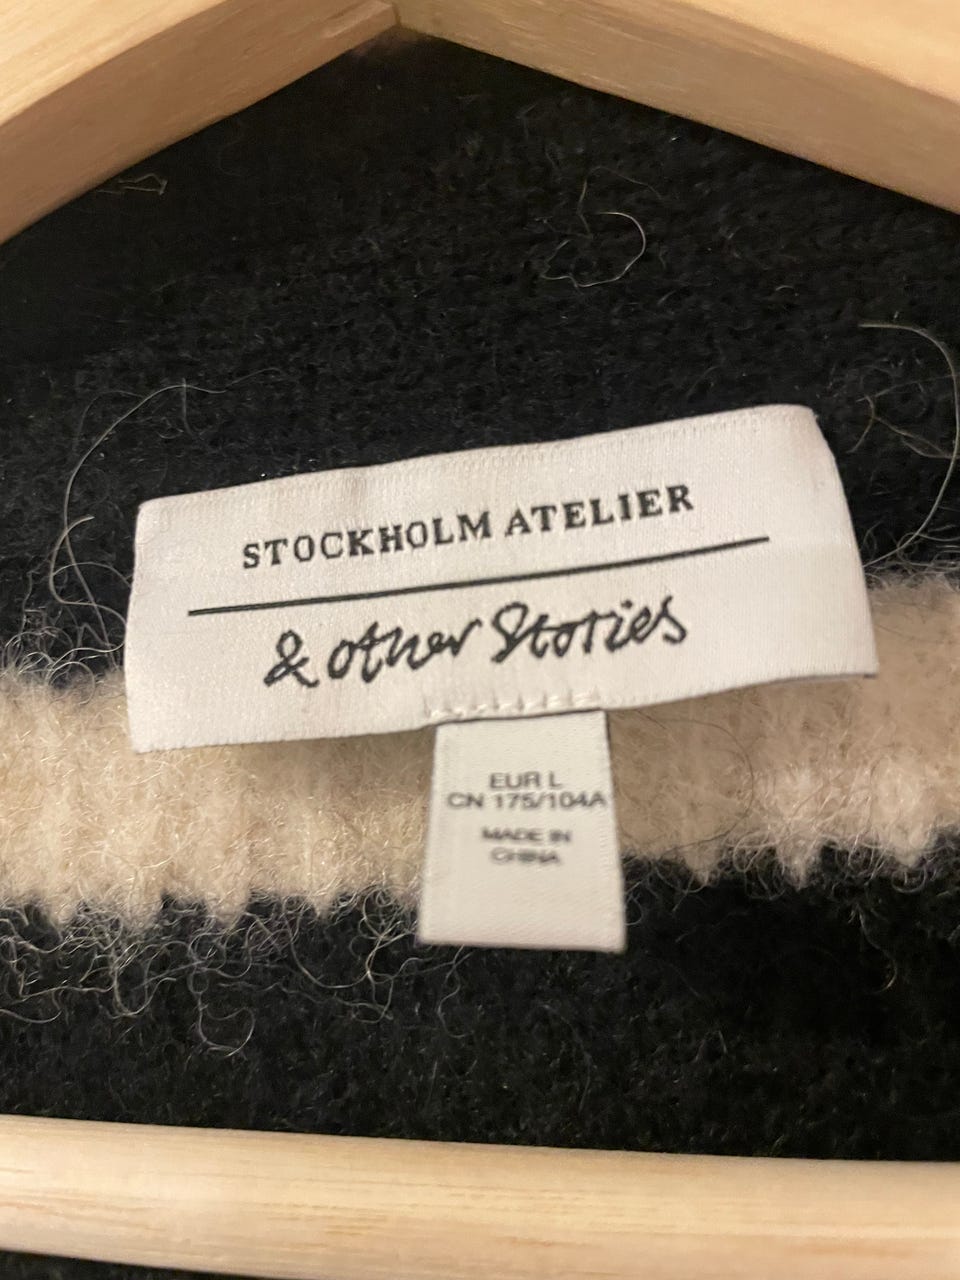 STOCKHOLM ATELIER
& other Stories
EUR L
CN 175/104A
MADE IN
CHINA